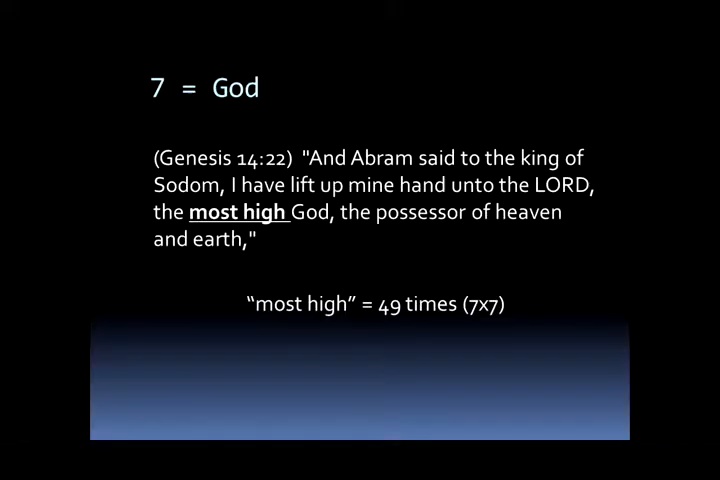 7 = God
(Genesis 14:22) "And Abram said to the king of
Sodom, I have lift up mine hand unto the LORD,
the most high God, the possessor of heaven
and earth,"
“most high” = 49 times (7x7)